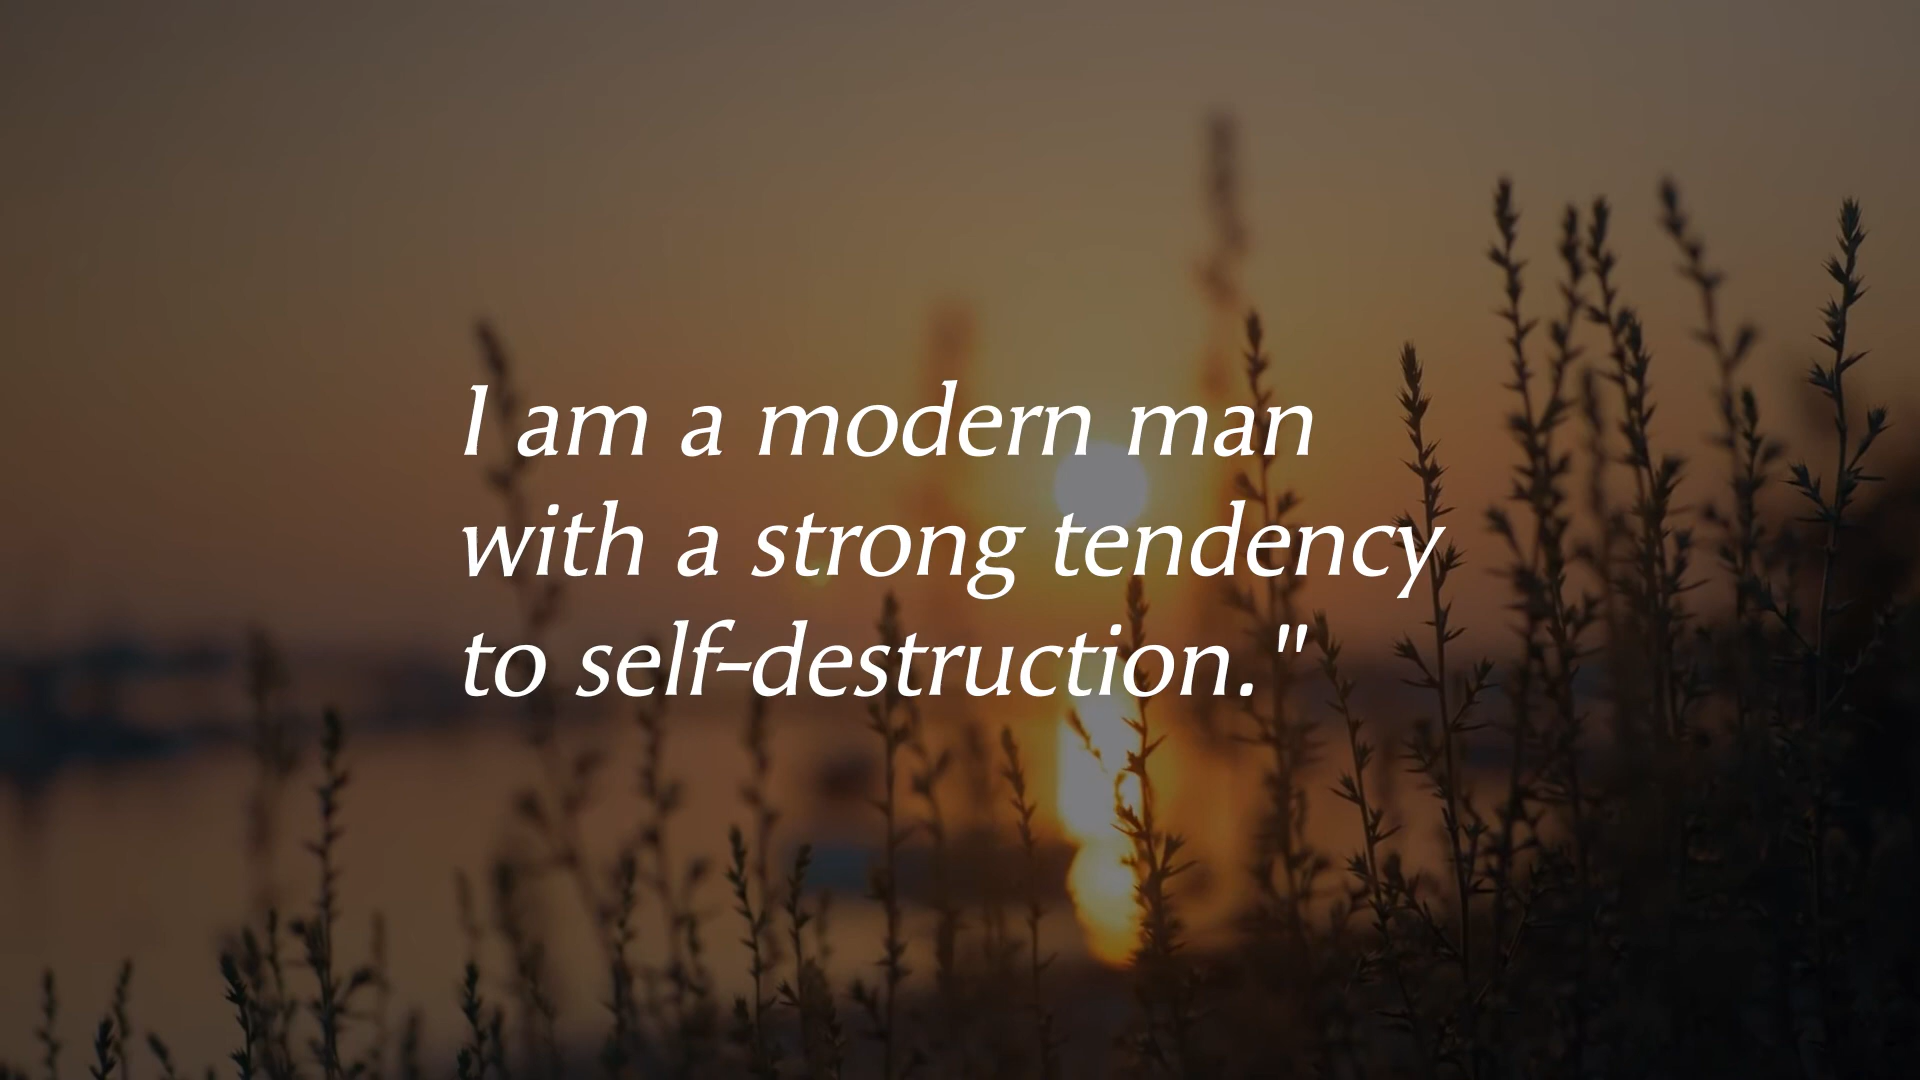 I am a modern man
with a strong tendency
to self-destruction."